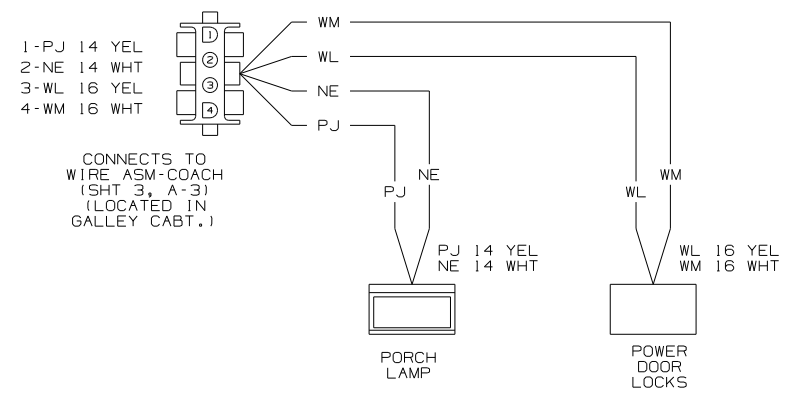 1-PJ 14 YEL
2-NE 14 WHT
3-WL 16 YEL
4-WM 16 WHT
1
2
3
4
CONNECTS TO
WIRE ASM-COACH
(SHT 3, A-3)
(LOCATED IN
GALLEY CABT.)
WM
WL
NE
PJ
NE
PJ
WM
WL
PJ 14 YEL
NE 14 WHT
WL 16 YEL
WM 16 WHT
PORCH
LAMP
POWER
DOOR
LOCKS